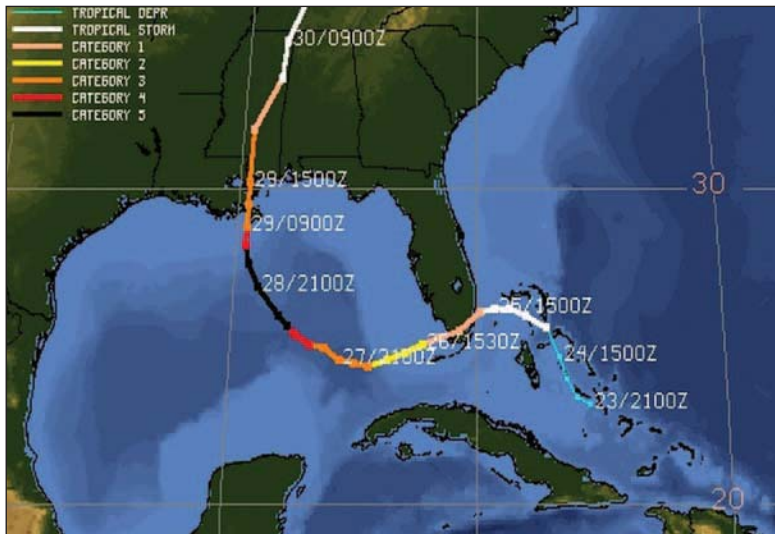 TROPICAL DEPR
TROPICAL STORM
CATEGORY 1
CATEGORY 2
CATEGORY 3
CATEGORY 4
CATEGORY 5
30/0900Z
29/1500Z
30
29/0900Z
28/2100Z
25/1500Z
26/1530Z
27/2100Z
24/1500Z
23/2100Z
20